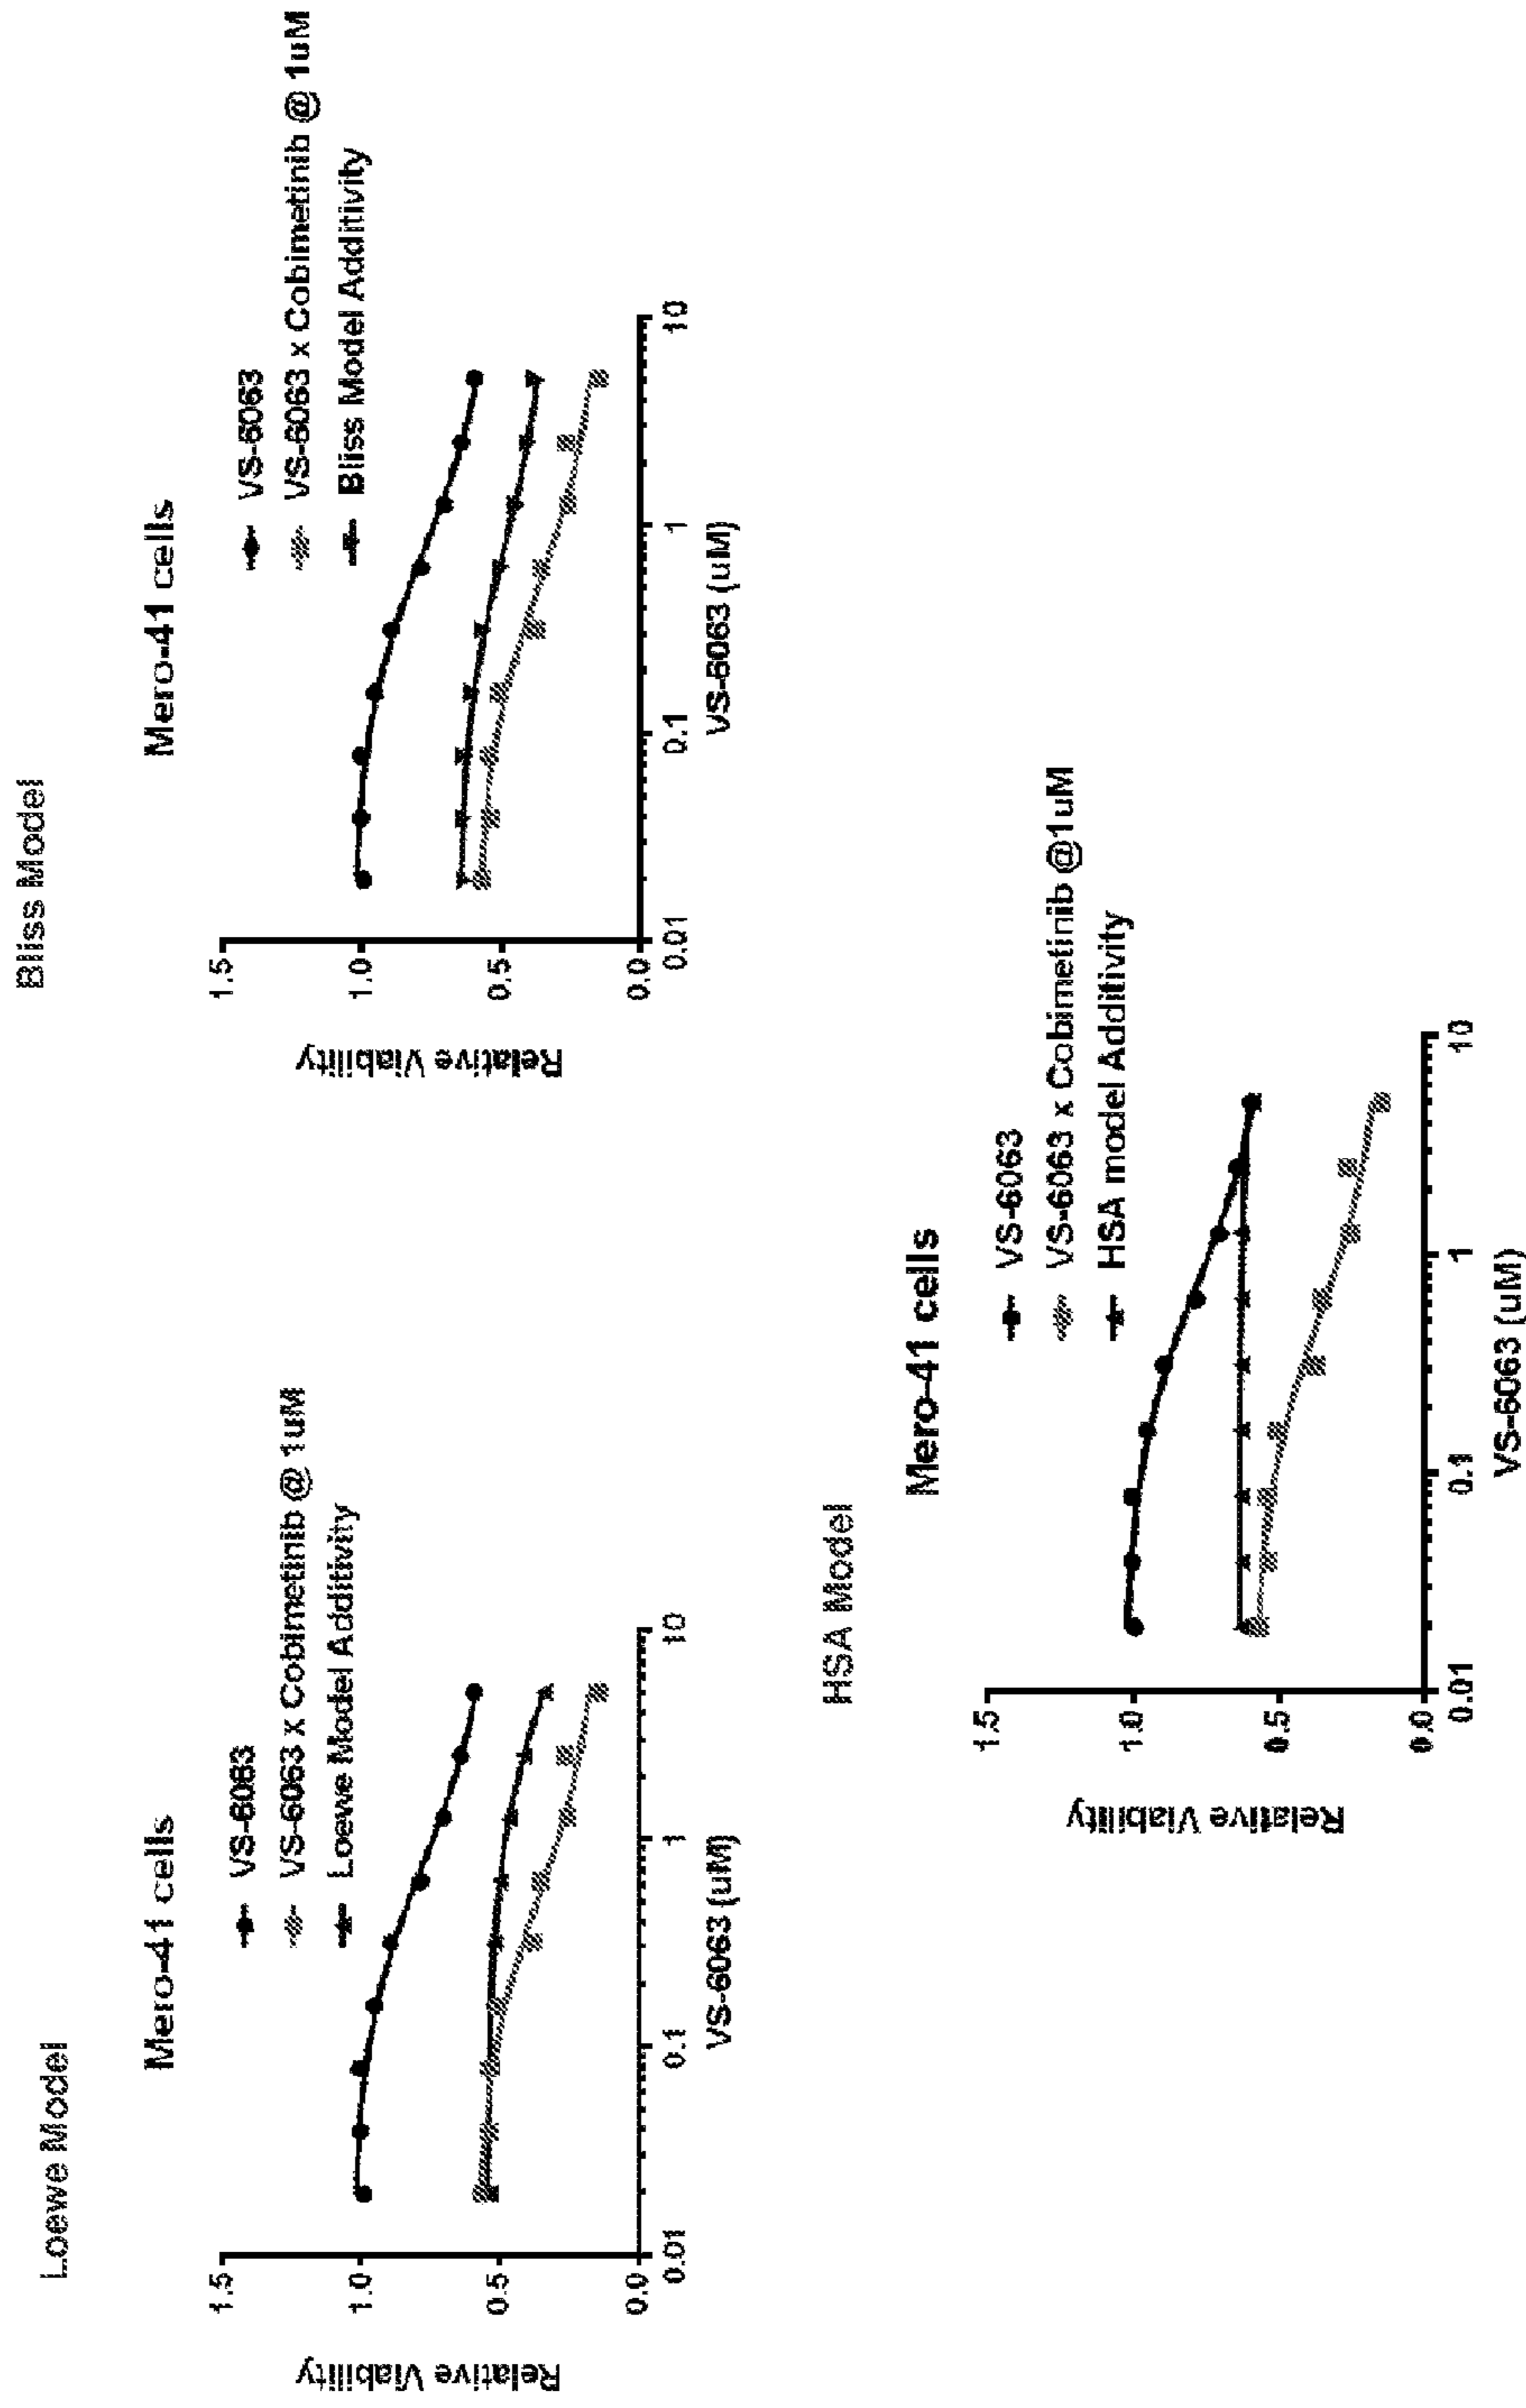 Loewe Model
Mero-41 cells
VS-6063
VS-6063 x Cobimetinib @ 1uM
Loewe Model Additivity
Relative Viability
1.5
1.0
0.5
0.0
0.01
0.1
1
10
VS-6063 (uM)
Bliss Model
Mero-41 cells
VS-6063
VS-6063 x Cobimetinib @ 1uM
Bliss Model Additivity
Relative Viability
1.5
1.0
0.5
0.0
0.01
0.1
1
10
VS-6063 (uM)
HSA Model
Mero-41 cells
VS-6063
VS-6063 x Cobimetinib @1uM
HSA model Additivity
Relative Viability
1.5
1.0
0.5
0.0
0.01
0.1
1
10
VS-6063 (uM)